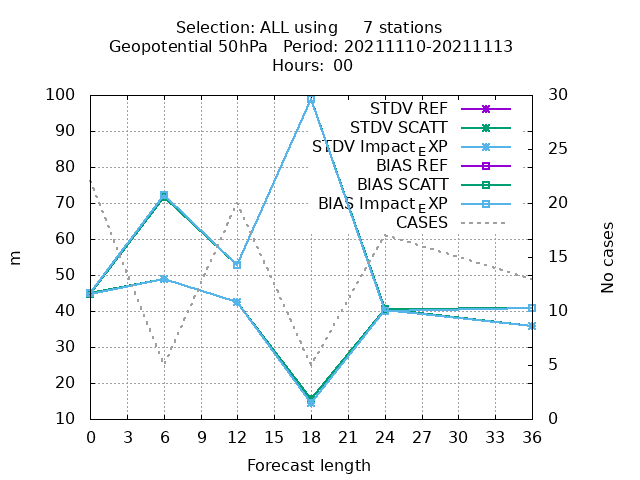 Selection: ALL using     7 stations
Geopotential 50hPa   Period: 20211110-20211113
Hours:  00
100
90
80
70
60
50
40
30
20
10
30
25
20
15
10
5
0
STDV REF
STDV SCATT
STDV Impact_EXP
BIAS REF
BIAS SCATT
BIAS Impact_EXP
CASES
m
No cases
0 3 6 9 12 15 18 21 24 27 30 33 36
Forecast length